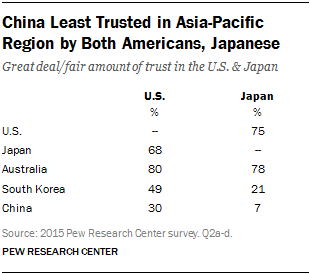 China Least Trusted in Asia-Pacific
Region by Both Americans, Japanese
Great deal/fair amount of trust in the U.S. & Japan
U.S. Japan
% %
U.S. -- 75
Japan 68 --
Australia 80 78
South Korea 49 21
China 30 7
Source: 2015 Pew Research Center survey. Q2a-d.
PEW RESEARCH CENTER